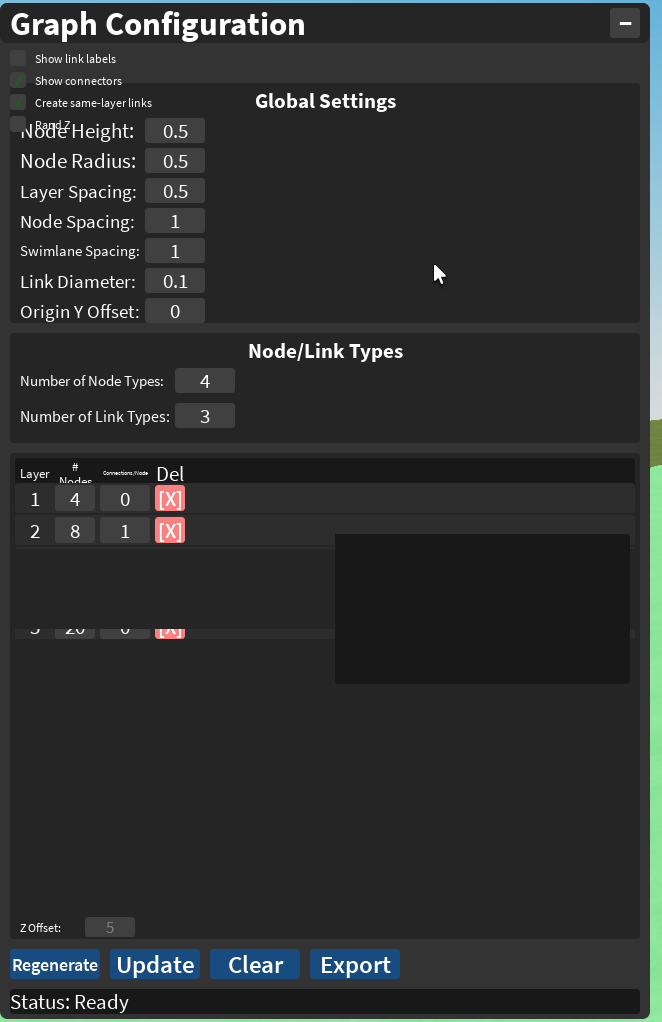 Graph Configuration
Show link labels
Show connectors
Create same-layer links
Global Settings
Rand Z
Node Height: 0.5
Node Radius: 0.5
Layer Spacing: 0.5
Node Spacing: 1
Swimlane Spacing: 1
Link Diameter: 0.1
Origin Y Offset: 0
Node/Link Types
Number of Node Types: 4
Number of Link Types: 3
Layer # Nodes Connections/Node Del
1 4 0 [X]
2 8 1 [X]
20 [X]
Z Offset: 5
Regenerate Update Clear Export
Status: Ready